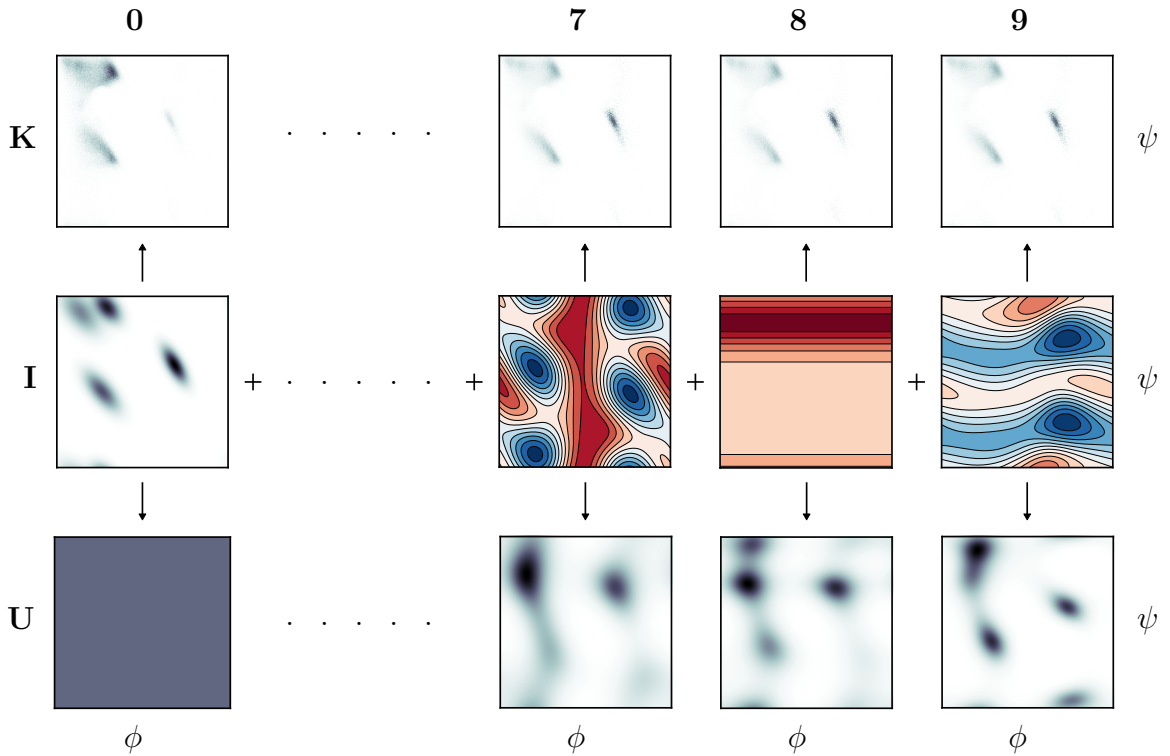 0 7 8 9
K · · · · · ψ
I + · · · · · + + + ψ
U · · · · · ψ
ϕ ϕ ϕ ϕ